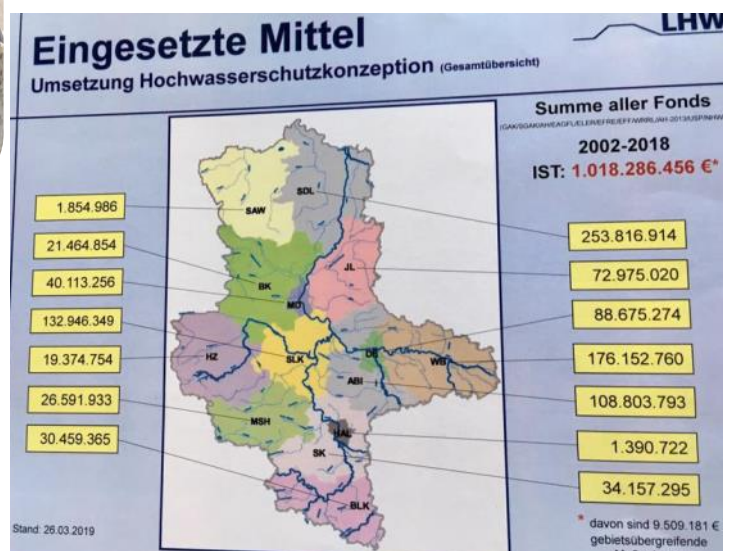 LHW
Eingesetzte Mittel
Umsetzung Hochwasserschutzkonzeption (Gesamtübersicht)
Summe aller Fonds
2002-2018
IST: 1.018.286.456 €*
1.854.986
21.464.854
40.113.256
132.946.349
19.374.754
26.591.933
30.459.365
SAW
SDL
BK
JL
MD
HZ
SLK
DE
WB
ABI
MSH
HAL
SK
BLK
253.816.914
72.975.020
88.675.274
176.152.760
108.803.793
1.390.722
34.157.295
* davon sind 9.509.181 €
gebietsübergreifende
Stand: 26.03.2019